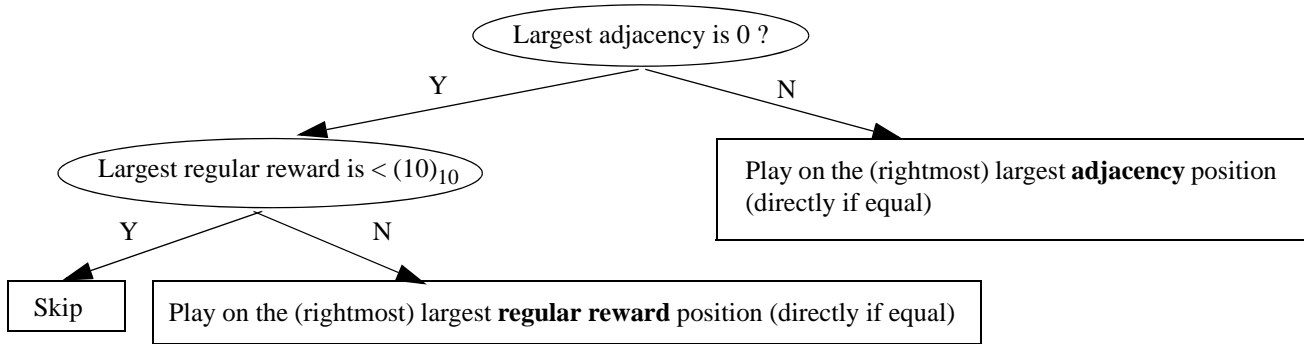 Largest adjacency is 0 ?
Y
N
Largest regular reward is < (10)10
Play on the (rightmost) largest adjacency position
(directly if equal)
Y
N
Skip
Play on the (rightmost) largest regular reward position (directly if equal)